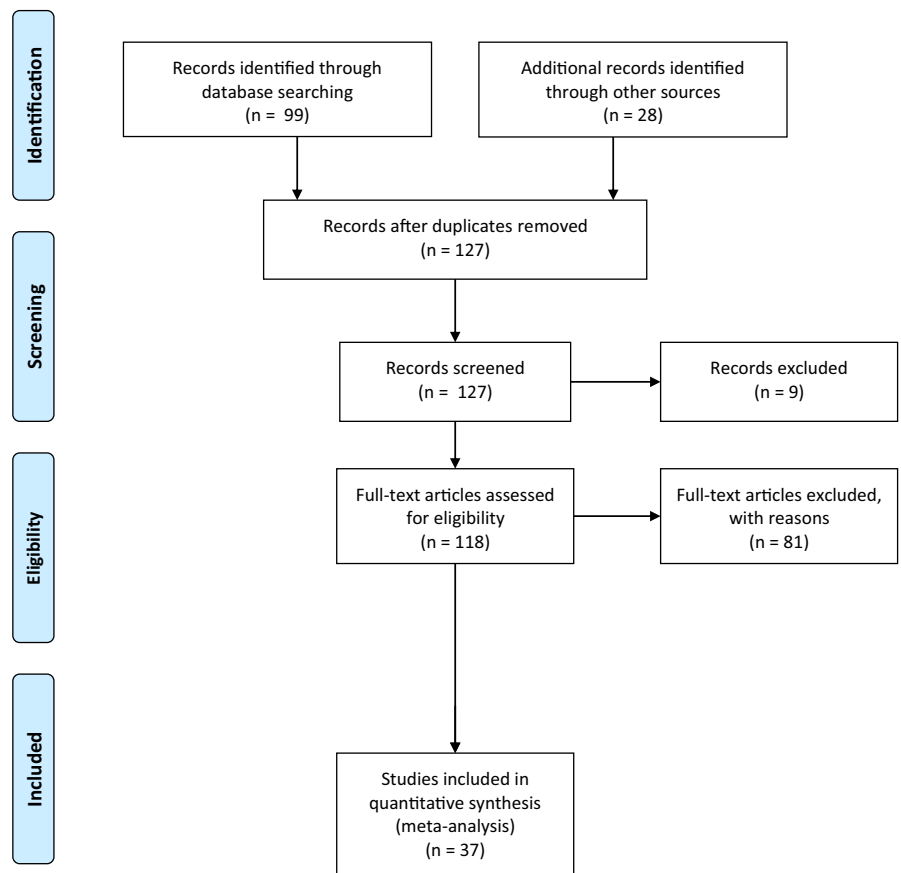 Identification
Records identified through
database searching
(n = 99)
Additional records identified
through other sources
(n = 28)
Records after duplicates removed
(n = 127)
Screening
Records screened
(n = 127)
Records excluded
(n = 9)
Eligibility
Full-text articles assessed
for eligibility
(n = 118)
Full-text articles excluded,
with reasons
(n = 81)
Included
Studies included in
quantitative synthesis
(meta-analysis)
(n = 37)